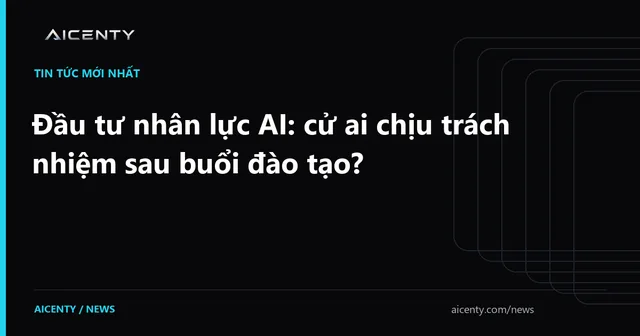 AICENTY
TIN TỨC MỚI NHẤT
Đầu tư nhân lực AI: cử ai chịu trách
nhiệm sau buổi đào tạo?
AICENTY / NEWS
aicenty.com/news